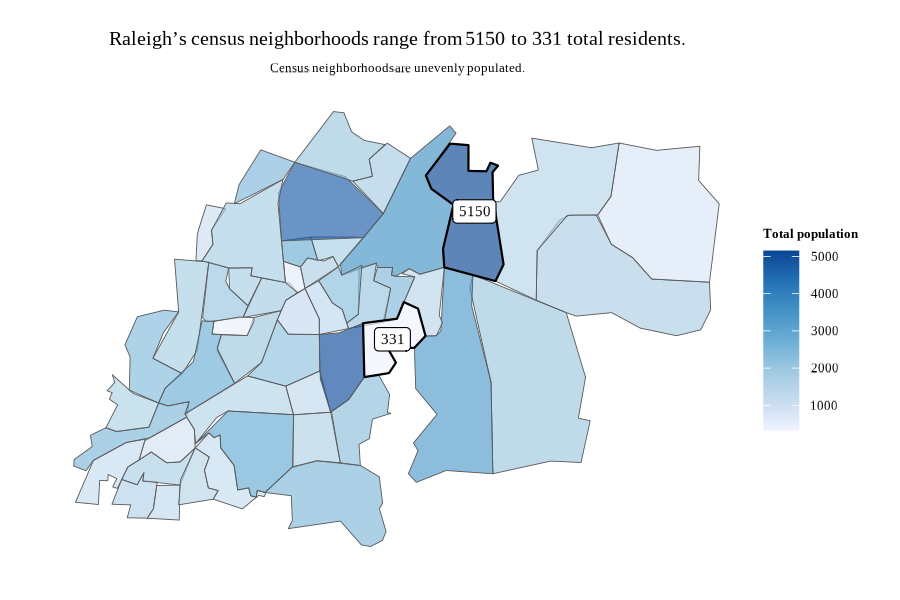 Raleigh’s census neighborhoods range from 5150 to 331 total residents.
Census neighborhoods are unevenly populated.
5150
Total population
5000
4000
331
3000
2000
1000